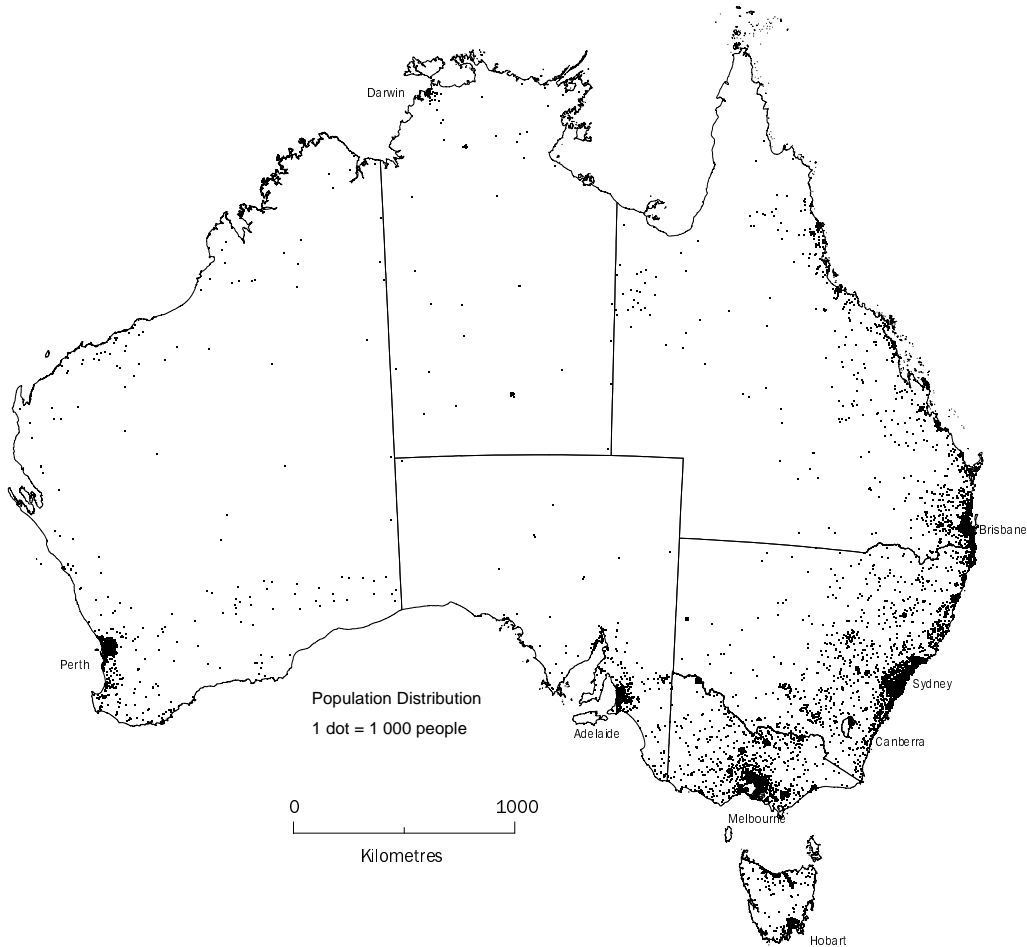 Darwin
Brisbane
Perth
Sydney
Population Distribution
1 dot = 1 000 people
Adelaide
Canberra
0 1000
Melbourne
Kilometres
Hobart